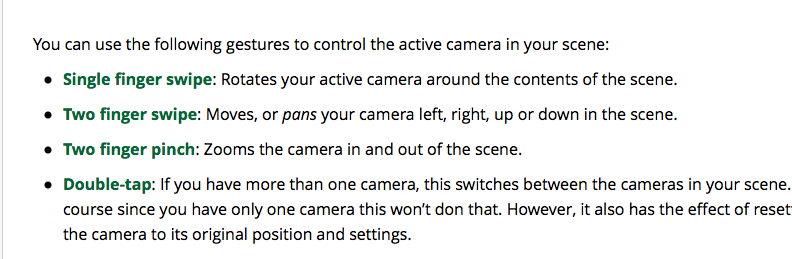 You can use the following gestures to control the active camera in your scene:
• Single finger swipe: Rotates your active camera around the contents of the scene.
• Two finger swipe: Moves, or pans your camera left, right, up or down in the scene.
• Two finger pinch: Zooms the camera in and out of the scene.
• Double-tap: If you have more than one camera, this switches between the cameras in your scene.
course since you have only one camera this won’t don that. However, it also has the effect of reset
the camera to its original position and settings.